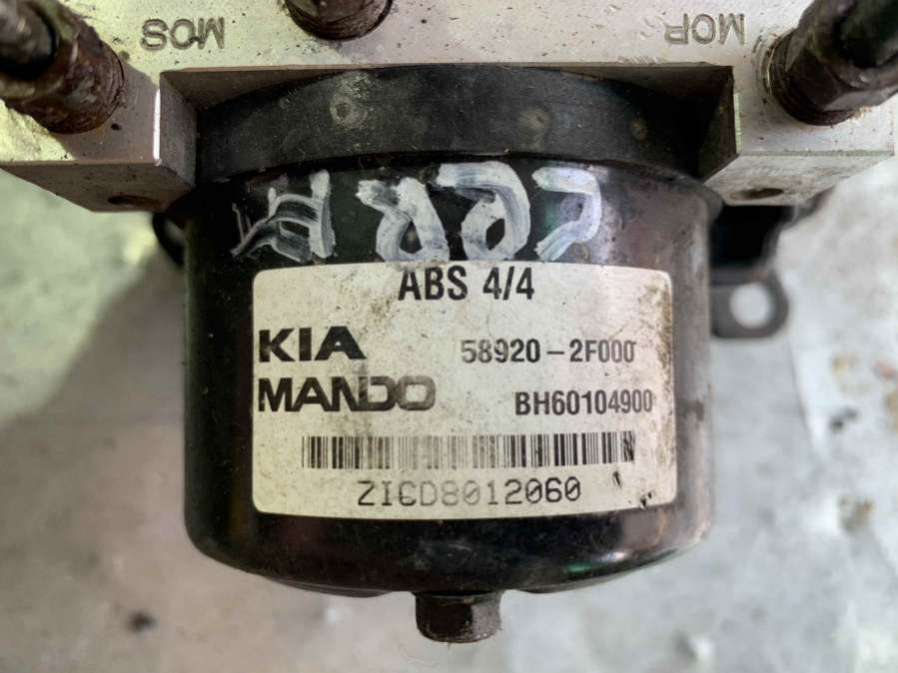 MOS MOP
ABS 4/4
KIA 58920-2F000
MANDO BH60104900
ZICD8012060